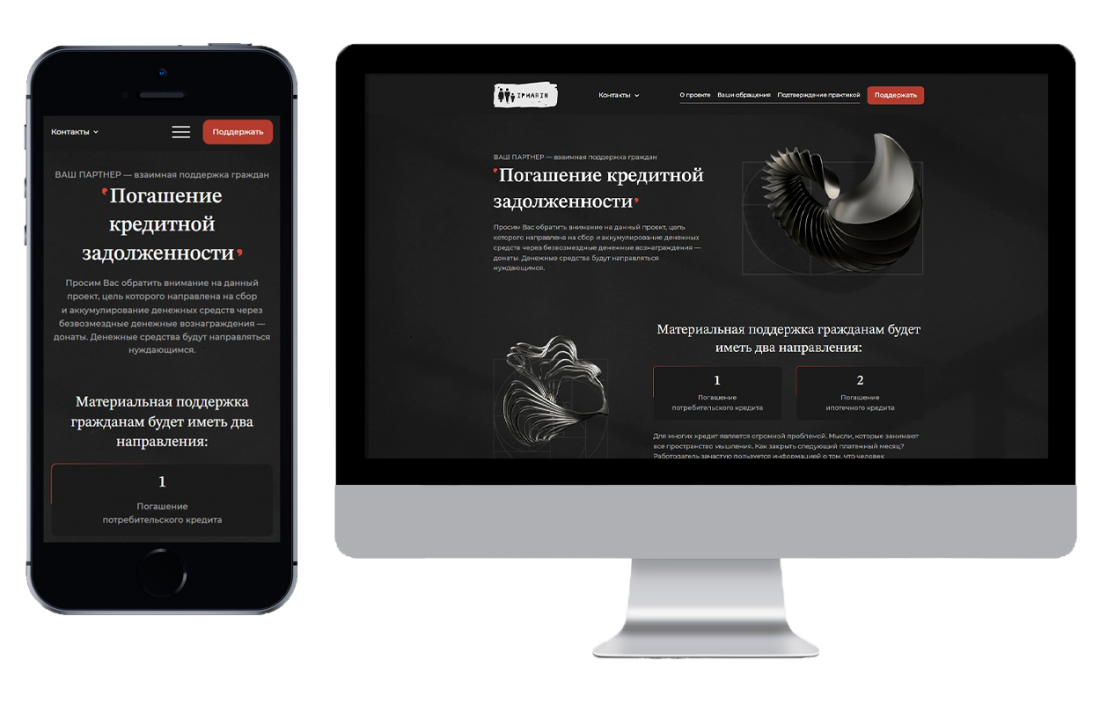 Контакты
Поддержать
ВАШ ПАРТНЕР — взаимная поддержка граждан
Погашение
кредитной
задолженности
Просим Вас обратить внимание на данный
проект, цель которого направлена на сбор
и аккумулирование денежных средств через
безвозмездные денежные вознаграждения —
донаты. Денежные средства будут направляться
нуждающимся.
Материальная поддержка
гражданам будет иметь два
направления:
1
Погашение
потребительского кредита
IPMARIN
Контакты
О проекте Ваши обращения Подтверждение практикой
Поддержать
ВАШ ПАРТНЕР — взаимная поддержка граждан
Погашение кредитной
задолженности
Просим Вас обратить внимание на данный проект, цель
которого направлена на сбор и аккумулирование денежных
средств через безвозмездные денежные вознаграждения —
донаты. Денежные средства будут направляться
нуждающимся.
Материальная поддержка гражданам будет
иметь два направления:
1
Погашение
потребительского кредита
2
Погашение
ипотечного кредита
Для многих кредит является огромной проблемой. Мысли, которые занимают
все пространство мышления. Как закрыть следующий платежный месяц?
Работодатель зачастую пользуется информацией о том, что человек